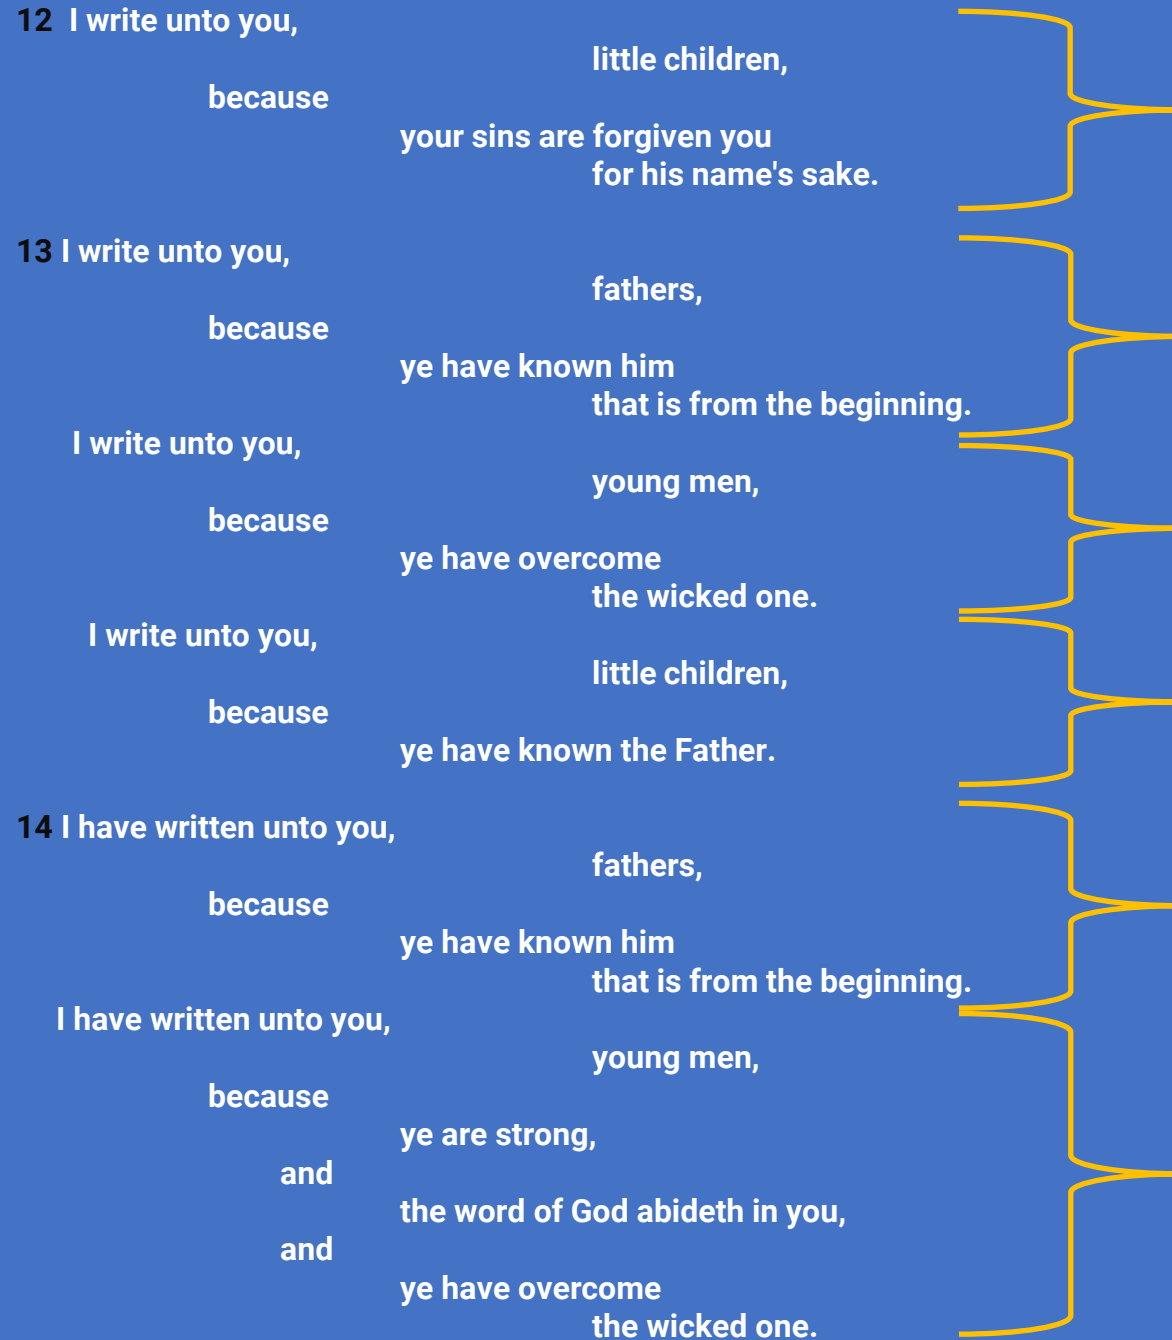 12 I write unto you,
little children,
because
your sins are forgiven you
for his name's sake.
13 I write unto you,
fathers,
because
ye have known him
that is from the beginning.
I write unto you,
young men,
because
ye have overcome
the wicked one.
I write unto you,
little children,
because
ye have known the Father.
14 I have written unto you,
fathers,
because
ye have known him
that is from the beginning.
I have written unto you,
young men,
because
ye are strong,
and
the word of God abideth in you,
and
ye have overcome
the wicked one.